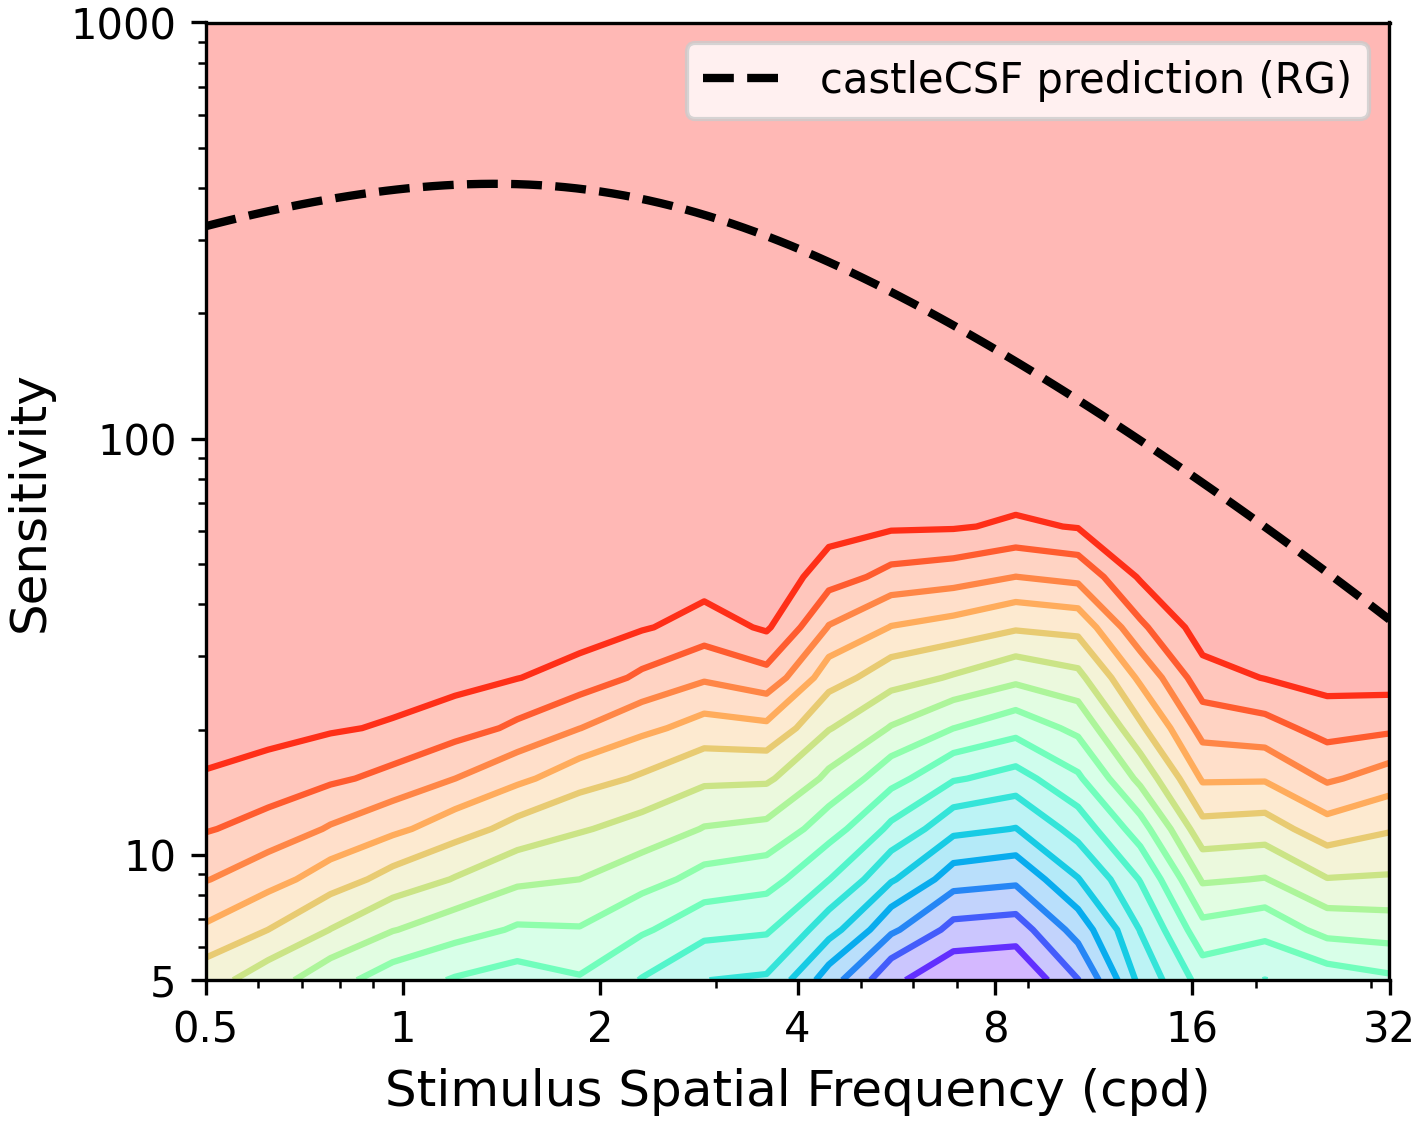 1000
castleCSF prediction (RG)
Sensitivity
100
10
5
0.5 1 2 4 8 16 32
Stimulus Spatial Frequency (cpd)